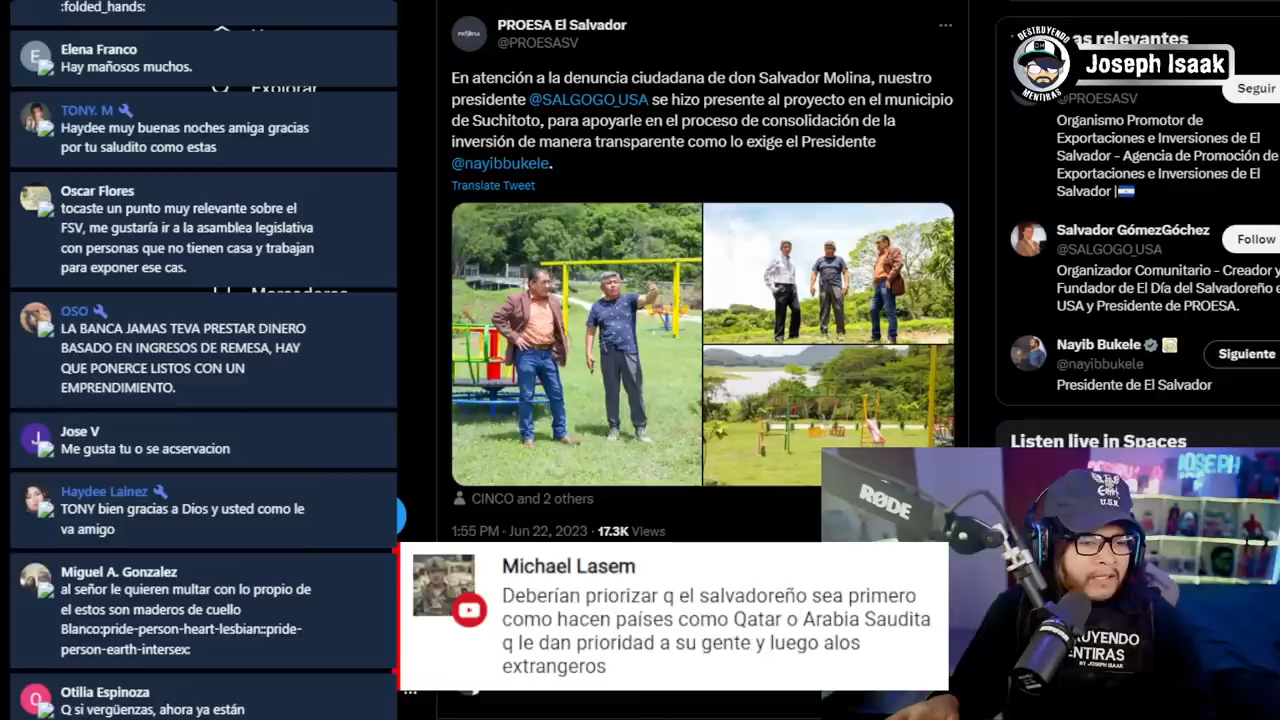 :folded_hands:
Elena Franco
Hay mañosos muchos.
TONY. M
Haydee muy buenas noches amiga gracias
por tu saludito como estas
Oscar Flores
tocaste un punto muy relevante sobre el
FSV, me gustaría ir a la asamblea legislativa
con personas que no tienen casa y trabajan
para exponer ese cas.
OSO
LA BANCA JAMAS TEVA PRESTAR DINERO
BASADO EN INGRESOS DE REMESA, HAY
QUE PONERCE LISTOS CON UN
EMPRENDIMIENTO.
Jose V
Me gusta tu o se acservacion
Haydee Lainez
TONY bien gracias a Dios y usted como le
va amigo
Miguel A. Gonzalez
al señor le quieren multar con lo propio de
el estos son maderos de cuello
Blanco:pride-person-heart-lesbian::pride-
person-earth-intersex:
Otilia Espinoza
Q si vergüenzas, ahora ya están
Explorar
PROESA El Salvador
@PROESASV
En atención a la denuncia ciudadana de don Salvador Molina, nuestro
presidente @SALGOGO_USA se hizo presente al proyecto en el municipio
de Suchitoto, para apoyarle en el proceso de consolidación de la
inversión de manera transparente como lo exige el Presidente
@nayibbukele.
Translate Tweet
CINCO and 2 others
1:55 PM · Jun 22, 2023 · 17.3K Views
Michael Lasem
Deberían priorizar q el salvadoreño sea primero
como hacen países como Qatar o Arabia Saudita
q le dan prioridad a su gente y luego alos
extrangeros
relevantes
DESTRUYENDO
MENTIRAS
Joseph Isaak
Seguir
@PROESASV
Organismo Promotor de
Exportaciones e Inversiones de El
Salvador - Agencia de Promoción de
Exportaciones e Inversiones de El
Salvador |
Salvador GómezGóchez
@SALGOGO_USA
Follow
Organizador Comunitario - Creador y
Fundador de El Día del Salvadoreño e
USA y Presidente de PROESA.
Nayib Bukele
@nayibbukele
Siguiente
Presidente de El Salvador
Listen live in Spaces
RØDE
JOSEPH
UYENDO
NTIRAS
BY JOSEPH ISAAK